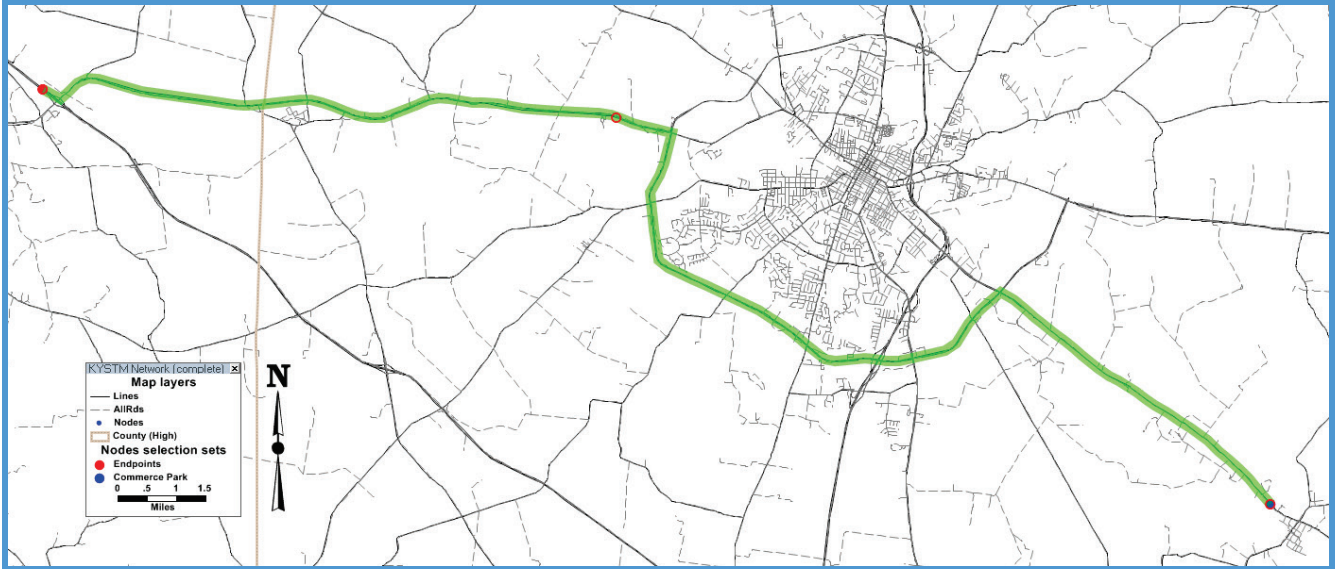 KYSTM Network (complete)
Map layers
Lines
AllRds
Nodes
County (High)
Nodes selection sets
Endpoints
Commerce Park
0 .5 1 1.5
Miles
N